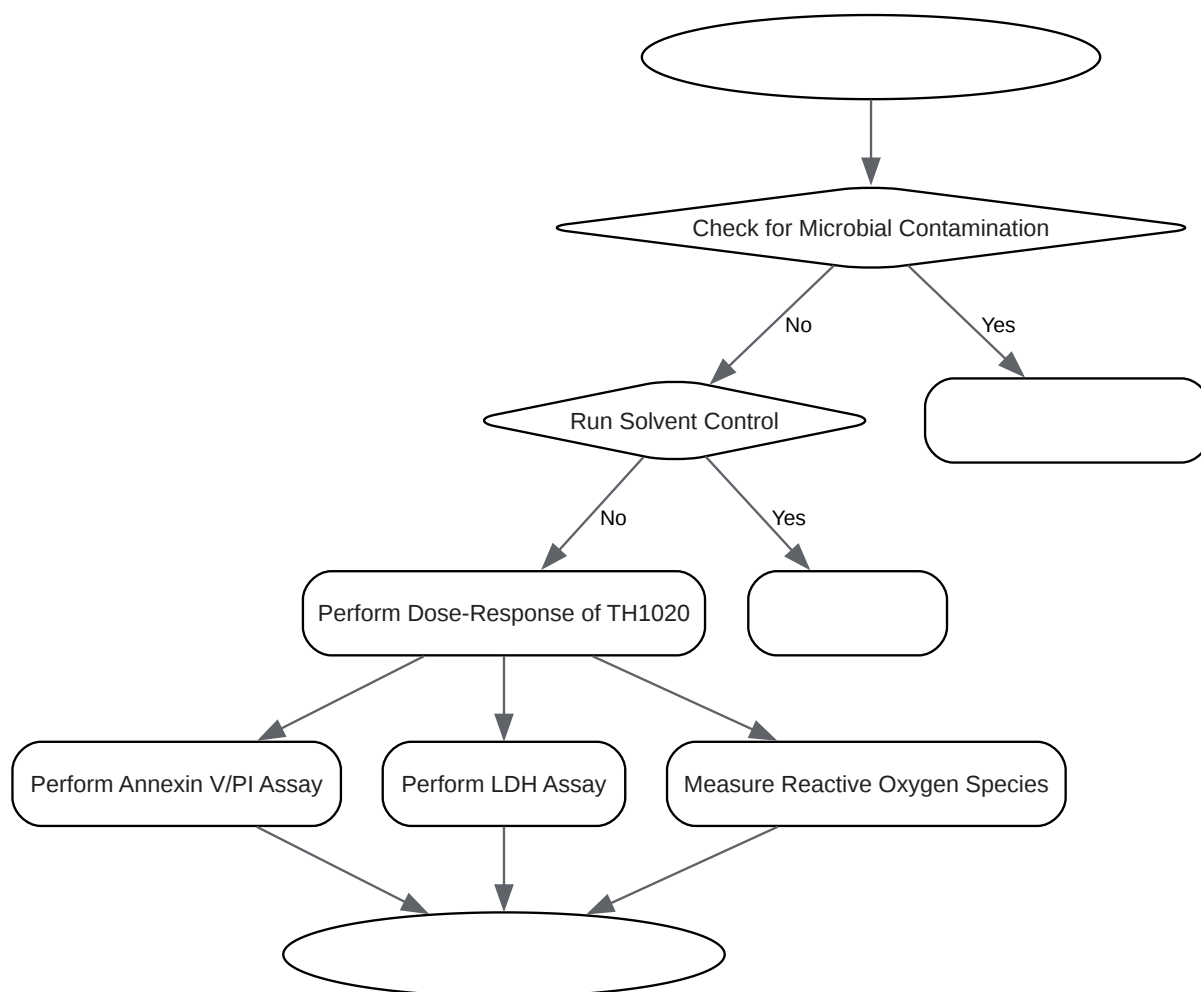 Check for Microbial Contamination
No
Yes
Run Solvent Control
No
Yes
Perform Dose-Response of TH1020
Perform Annexin V/PI Assay
Perform LDH Assay
Measure Reactive Oxygen Species